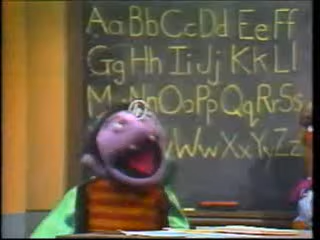 Aa Bb Cc Dd Ee Ff
Gg Hh Ii Jj Kk Ll
M Nn Oo Pp Qq Rr Ss
Ww Xx Yy Zz